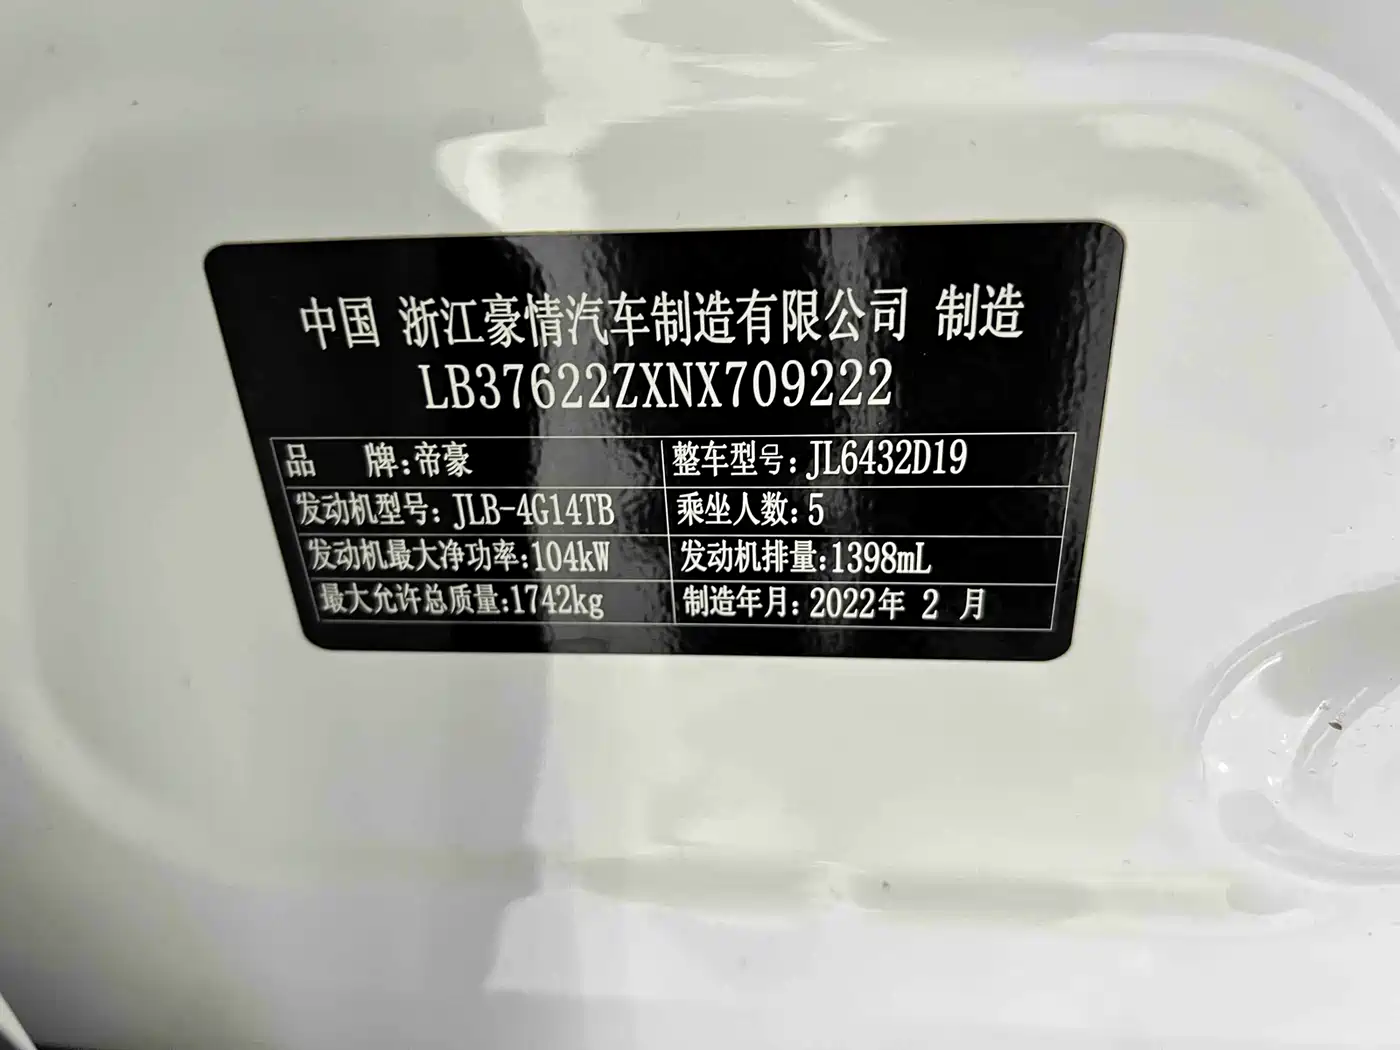 中国 浙江豪情汽车制造有限公司 制造
LB37622ZXNX709222
品 牌:帝豪 整车型号:JL6432D19
发动机型号: JLB-4G14TB 乘坐人数:5
发动机最大净功率:104kW 发动机排量:1398mL
最大允许总质量:1742kg 制造年月:2022年 2 月